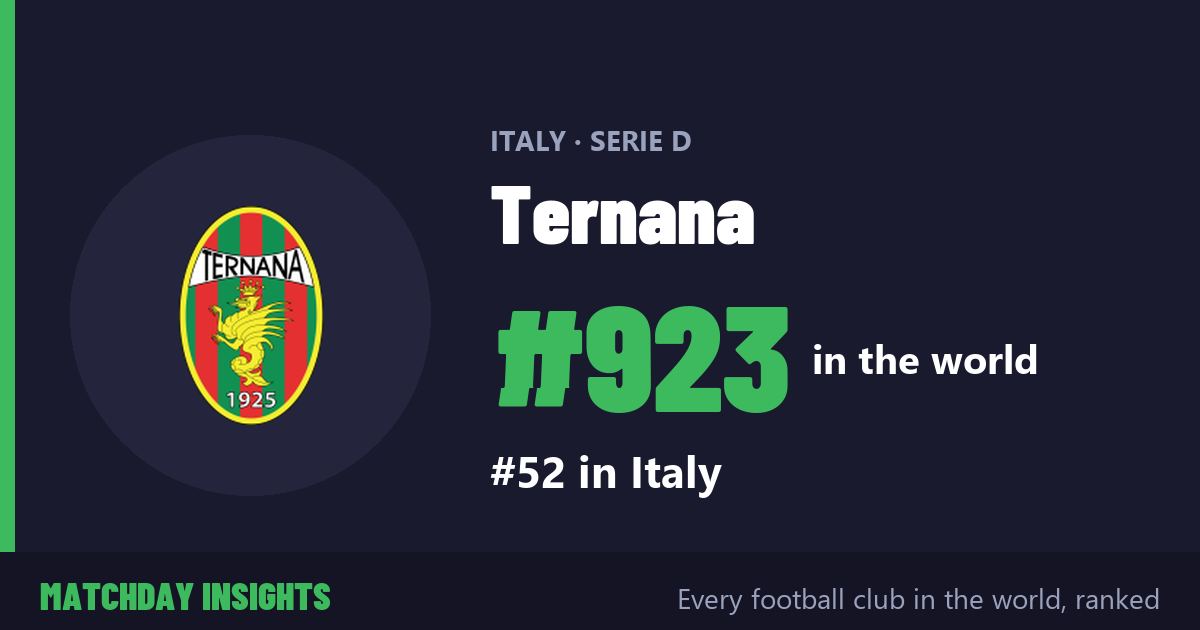 ITALY · SERIE D
Ternana
TERNANA
1925
#923 in the world
#52 in Italy
MATCHDAY INSIGHTS
Every football club in the world, ranked